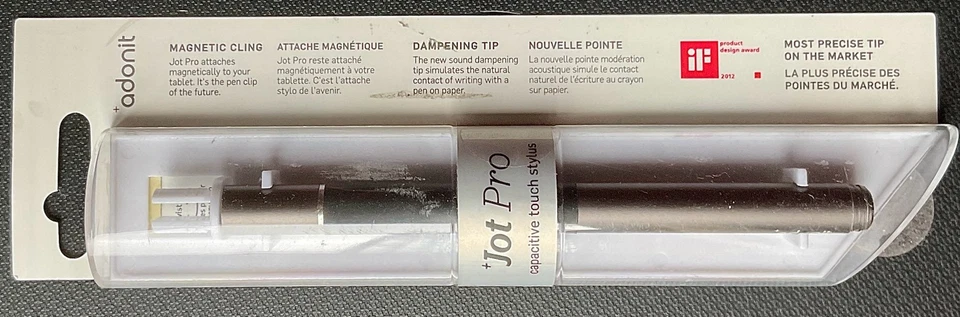 adonit
MAGNETIC CLING
Jot Pro attaches
magnetically to your
tablet. It's the pen clip
of the future.
ATTACHE MAGNÉTIQUE
Jot Pro reste attaché
magnétiquement à votre
tablette. C'est l'attache
stylo de l'avenir.
DAMPENING TIP
The new sound dampening
tip simulates the natural
contact of writing with a
pen on paper.
NOUVELLE POINTE
La nouvelle pointe modération
acoustique simule le contact
naturel de l'écriture au crayon
sur papier.
iF
product
design award
2012
MOST PRECISE TIP
ON THE MARKET
LA PLUS PRÉCISE DES
POINTES DU MARCHÉ.
Jot Pro
capacitive touch stylus